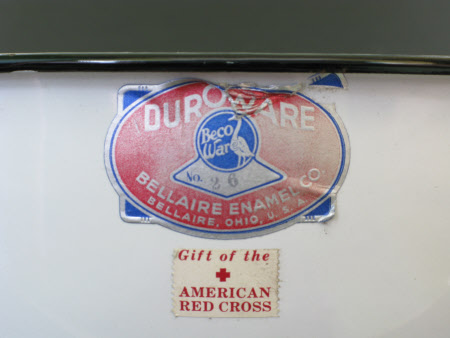 DUROWARE
Beco
Ware
No. 26
BELLAIRE ENAMEL CO
BELLAIRE, OHIO, U.S.A.
Gift of the
AMERICAN
RED CROSS